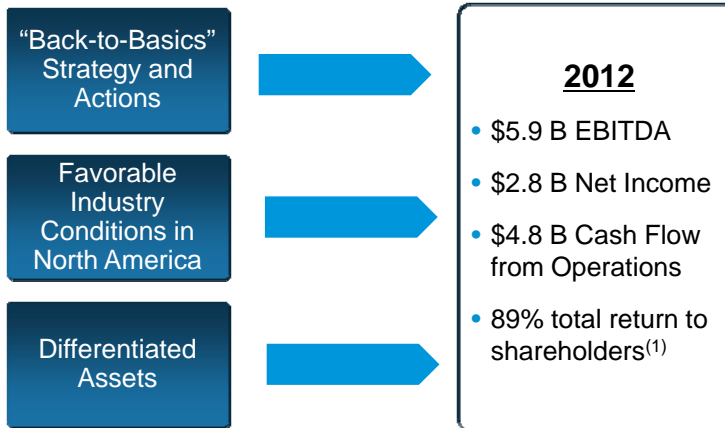 “Back-to-Basics”
Strategy and
Actions
Favorable
Industry
Conditions in
North America
Differentiated
Assets
2012
• $5.9 B EBITDA
• $2.8 B Net Income
• $4.8 B Cash Flow
from Operations
• 89% total return to
shareholders(1)